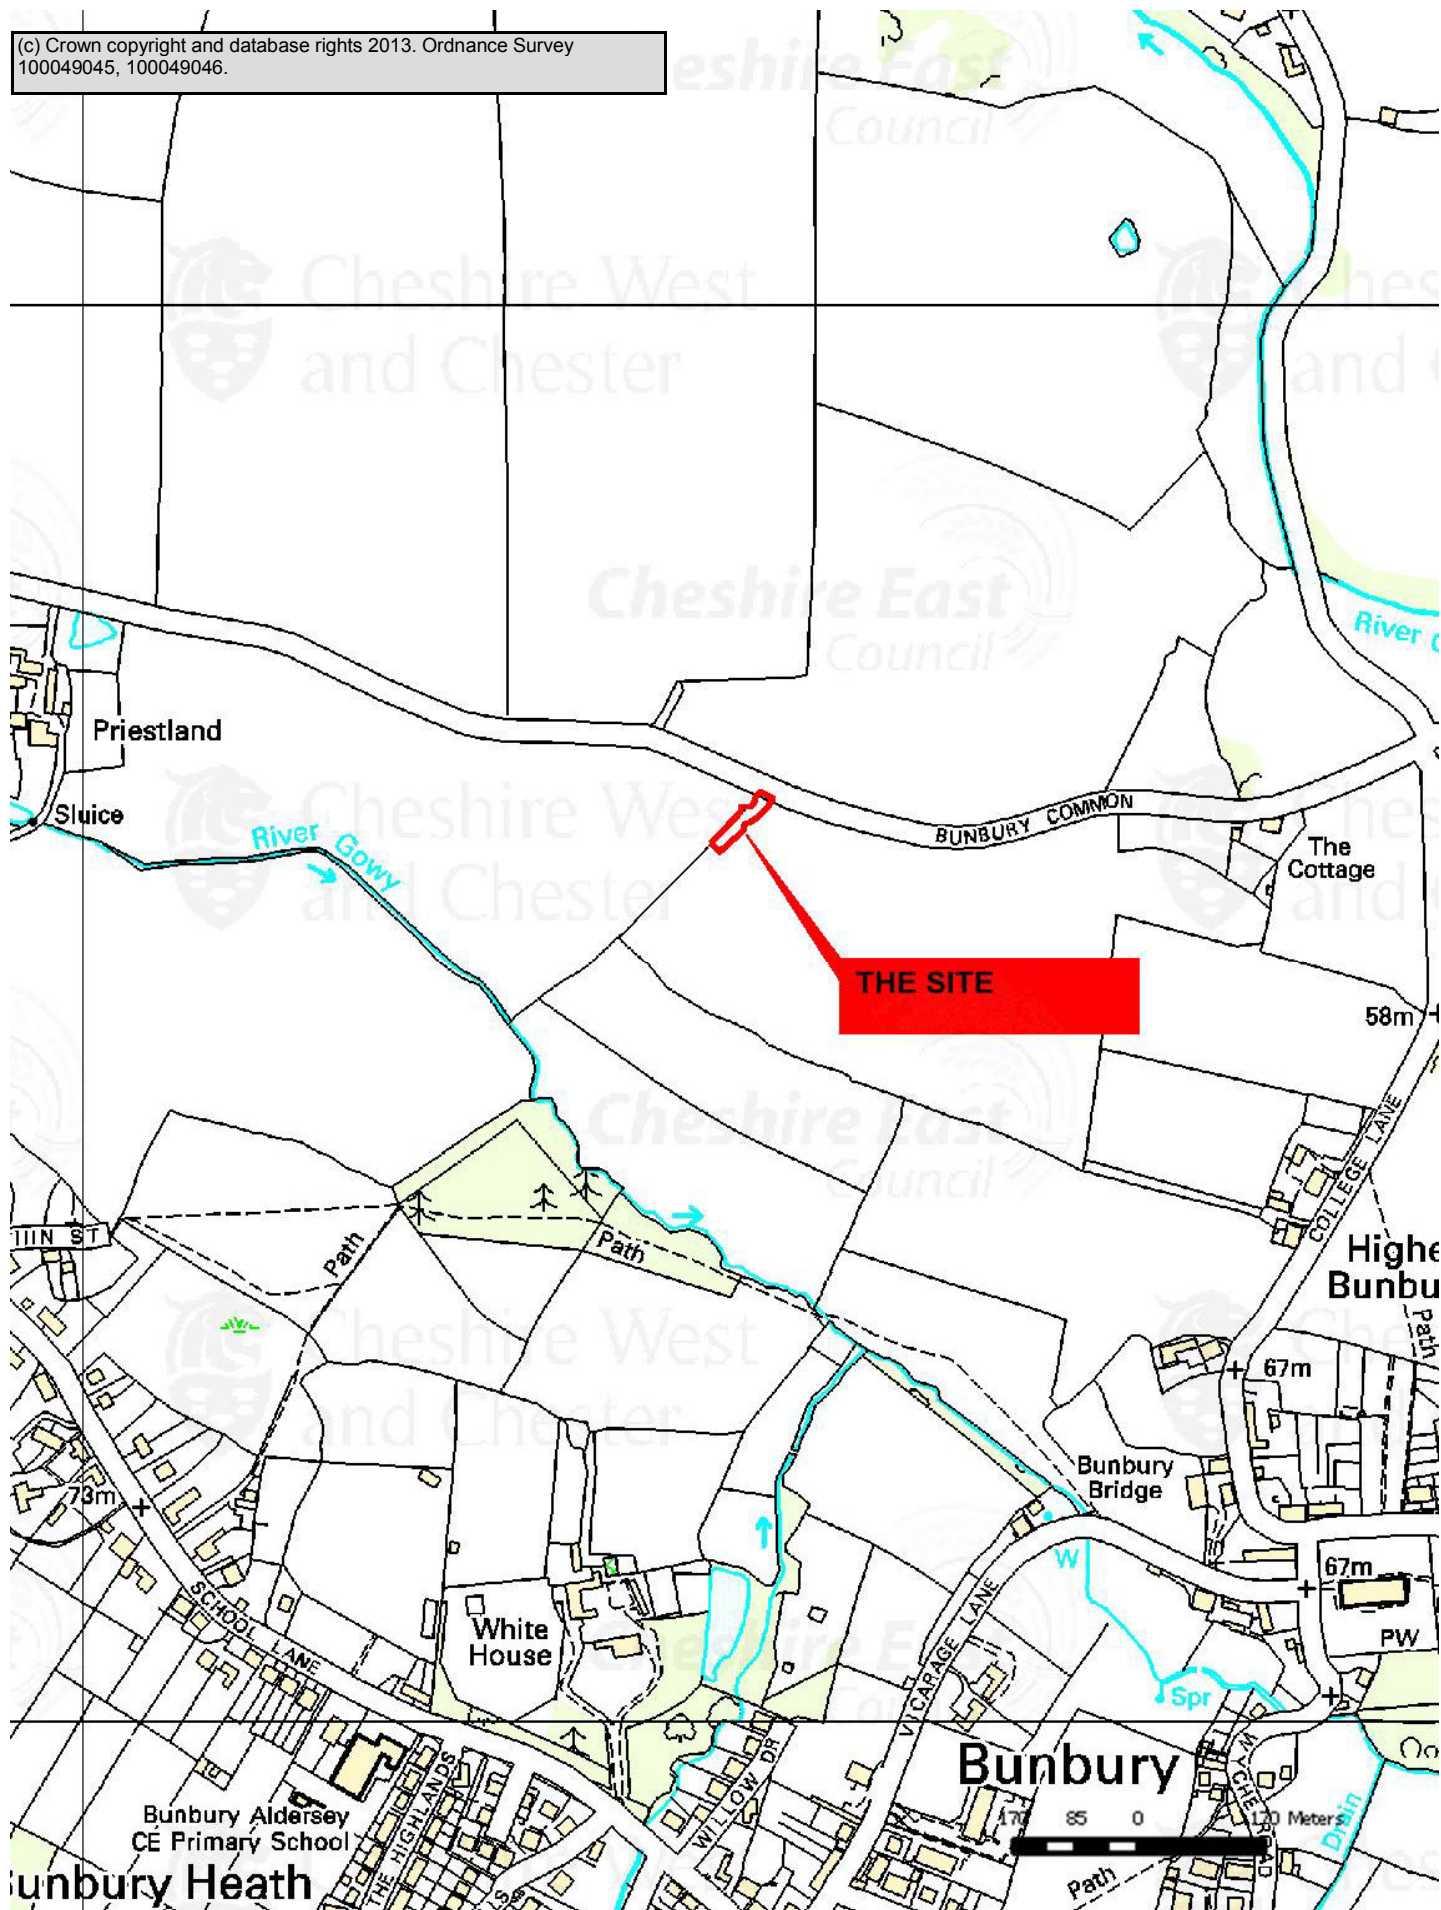 (c) Crown copyright and database rights 2013. Ordnance Survey
100049045, 100049046.
Cheshire East
Council
Cheshire West
and Chester
Cheshire East
Council
River
Priestland
Sluice
River Gowy
Cheshire West
and Chester
BUNBURY COMMON
The
Cottage
THE SITE
58m
Cheshire East
Council
COLLEGE LANE
Path
Path
Path
67m
Cheshire West
and Chester
Bunbury
Bridge
73m
W
67m
SCHOOL LANE
White
House
VICARAGE LANE
PW
Spr
WILLOW DR
Bunbury
THE HIGHLANDS
Bunbury Aldersey
CE Primary School
170 85 0 170 Meters
Drain
Path
unbury Heath